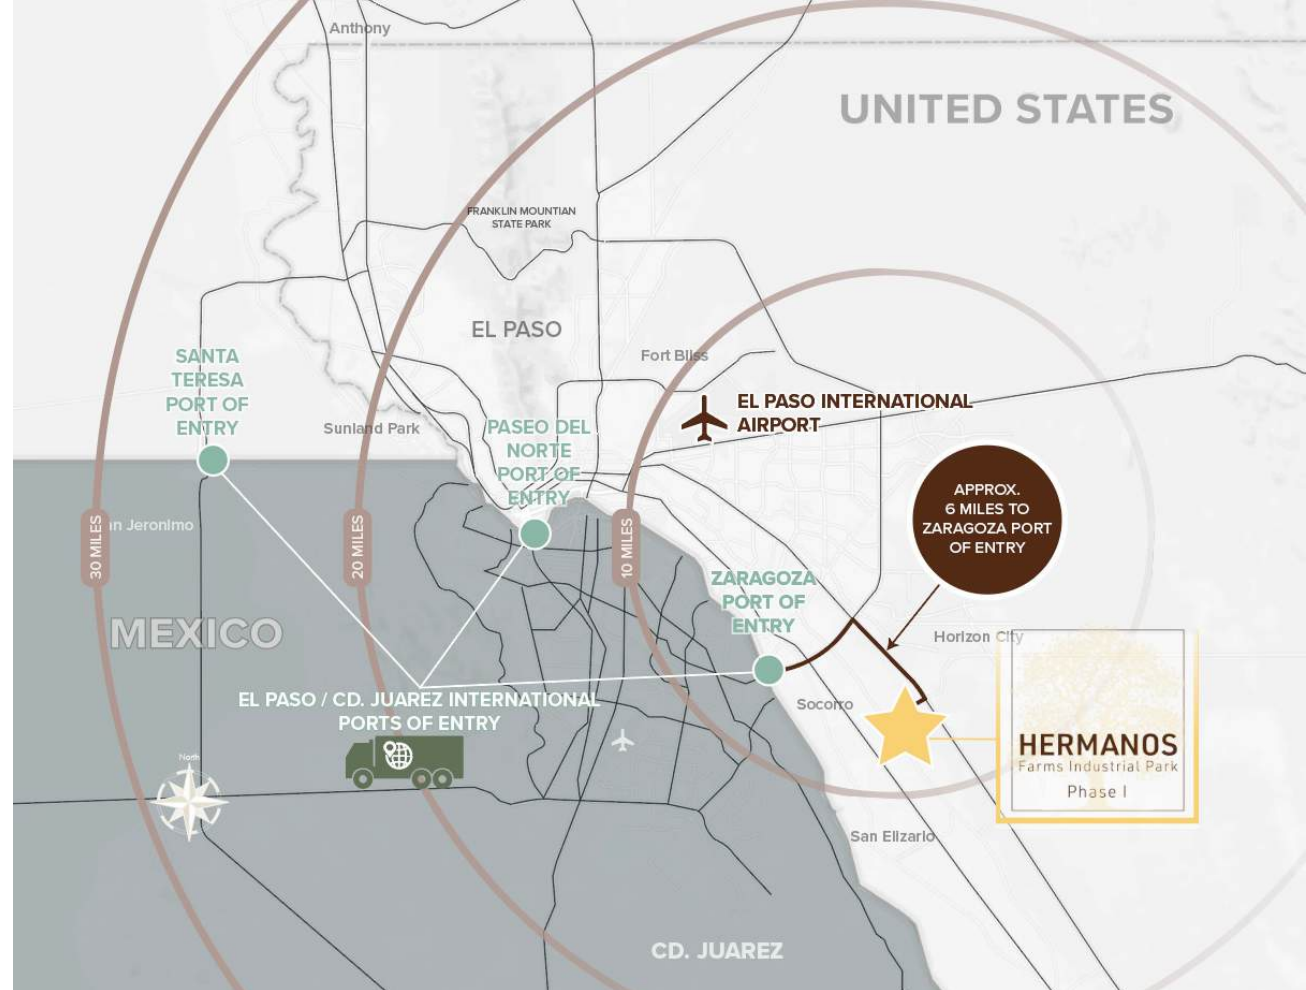 Anthony
UNITED STATES
FRANKLIN MOUNTIAN
STATE PARK
EL PASO
Fort Bliss
SANTA
TERESA
PORT OF
ENTRY
EL PASO INTERNATIONAL
AIRPORT
Sunland Park
PASEO DEL
NORTE
PORT OF
ENTRY
APPROX.
6 MILES TO
ZARAGOZA PORT
OF ENTRY
n Jeronimo
30 MILES
20 MILES
10 MILES
ZARAGOZA
PORT OF
ENTRY
MEXICO
Horizon City
EL PASO / CD. JUAREZ INTERNATIONAL
PORTS OF ENTRY
Socorro
HERMANOS
Farms Industrial Park
Phase I
North
San Elizario
CD. JUAREZ